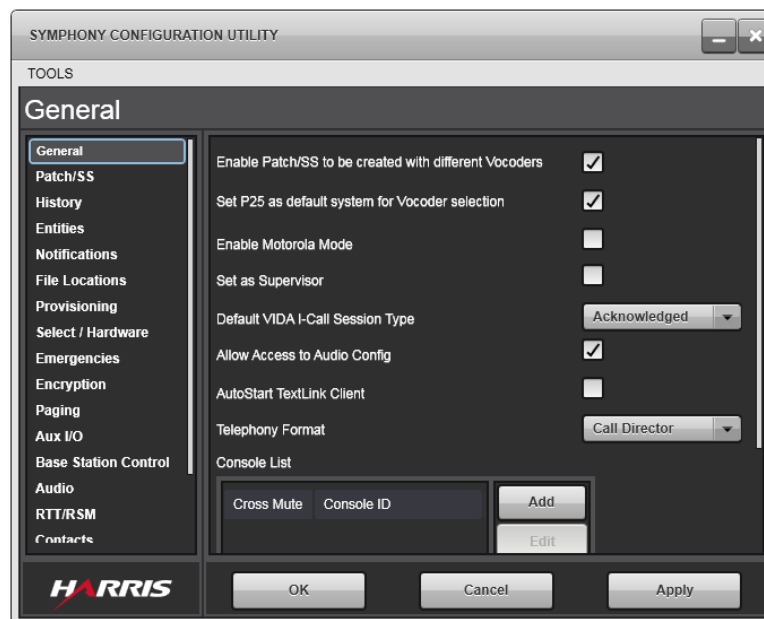 SYMPHONY CONFIGURATION UTILITY
TOOLS
General
General
Patch/SS
History
Entities
Notifications
File Locations
Provisioning
Select / Hardware
Emergencies
Encryption
Paging
Aux I/O
Base Station Control
Audio
RTT/RSM
Contacts
Enable Patch/SS to be created with different Vocoders
Set P25 as default system for Vocoder selection
Enable Motorola Mode
Set as Supervisor
Default VIDA I-Call Session Type Acknowledged
Allow Access to Audio Config
AutoStart TextLink Client
Telephony Format Call Director
Console List
Cross Mute Console ID
Add
Edit
HARRIS
OK Cancel Apply